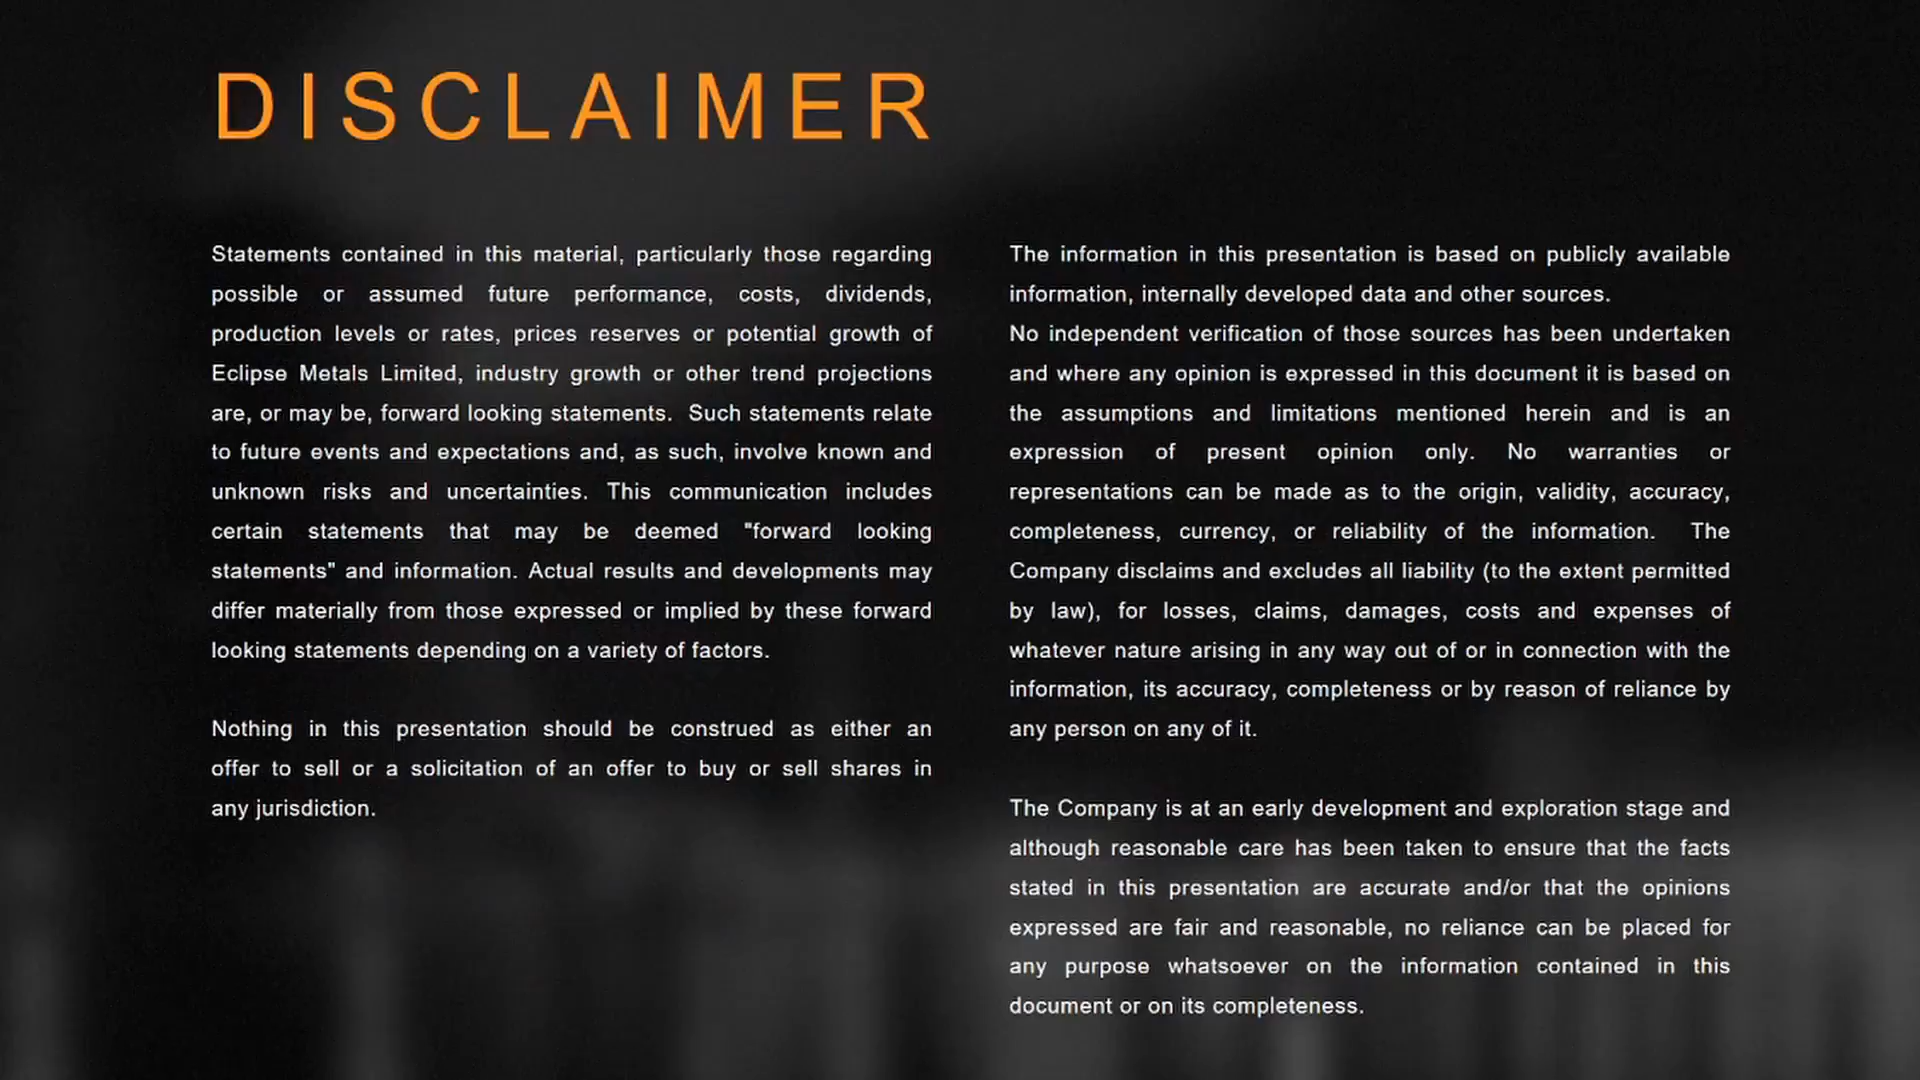 DISCLAIMER
Statements contained in this material, particularly those regarding
possible or assumed future performance, costs, dividends,
production levels or rates, prices reserves or potential growth of
Eclipse Metals Limited, industry growth or other trend projections
are, or may be, forward looking statements. Such statements relate
to future events and expectations and, as such, involve known and
unknown risks and uncertainties. This communication includes
certain statements that may be deemed "forward looking
statements" and information. Actual results and developments may
differ materially from those expressed or implied by these forward
looking statements depending on a variety of factors.
Nothing in this presentation should be construed as either an
offer to sell or a solicitation of an offer to buy or sell shares in
any jurisdiction.
The information in this presentation is based on publicly available
information, internally developed data and other sources.
No independent verification of those sources has been undertaken
and where any opinion is expressed in this document it is based on
the assumptions and limitations mentioned herein and is an
expression of present opinion only. No warranties or
representations can be made as to the origin, validity, accuracy,
completeness, currency, or reliability of the information. The
Company disclaims and excludes all liability (to the extent permitted
by law), for losses, claims, damages, costs and expenses of
whatever nature arising in any way out of or in connection with the
information, its accuracy, completeness or by reason of reliance by
any person on any of it.
The Company is at an early development and exploration stage and
although reasonable care has been taken to ensure that the facts
stated in this presentation are accurate and/or that the opinions
expressed are fair and reasonable, no reliance can be placed for
any purpose whatsoever on the information contained in this
document or on its completeness.